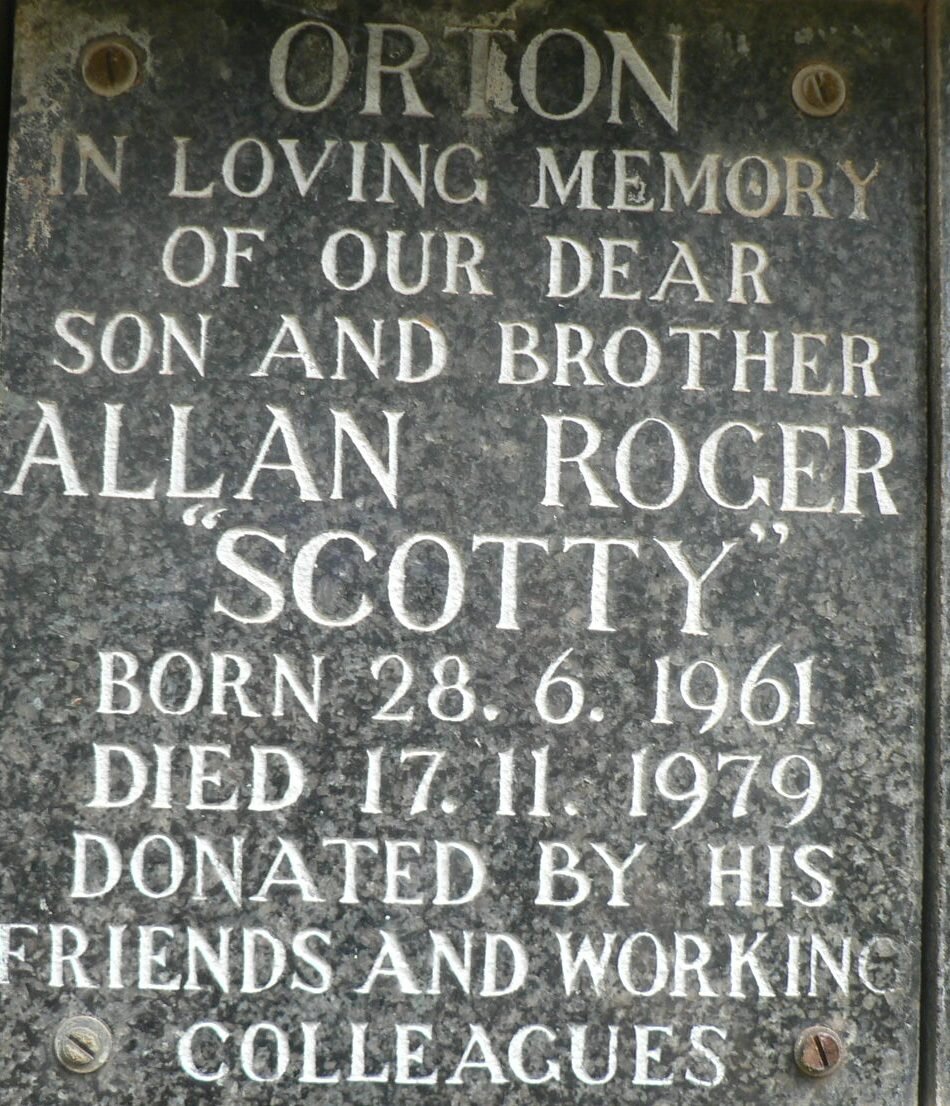 ORTON
IN LOVING MEMORY
OF OUR DEAR
SON AND BROTHER
ALLAN ROGER
"SCOTTY"
BORN 28. 6. 1961
DIED 17. 11. 1979
DONATED BY HIS
FRIENDS AND WORKING
COLLEAGUES